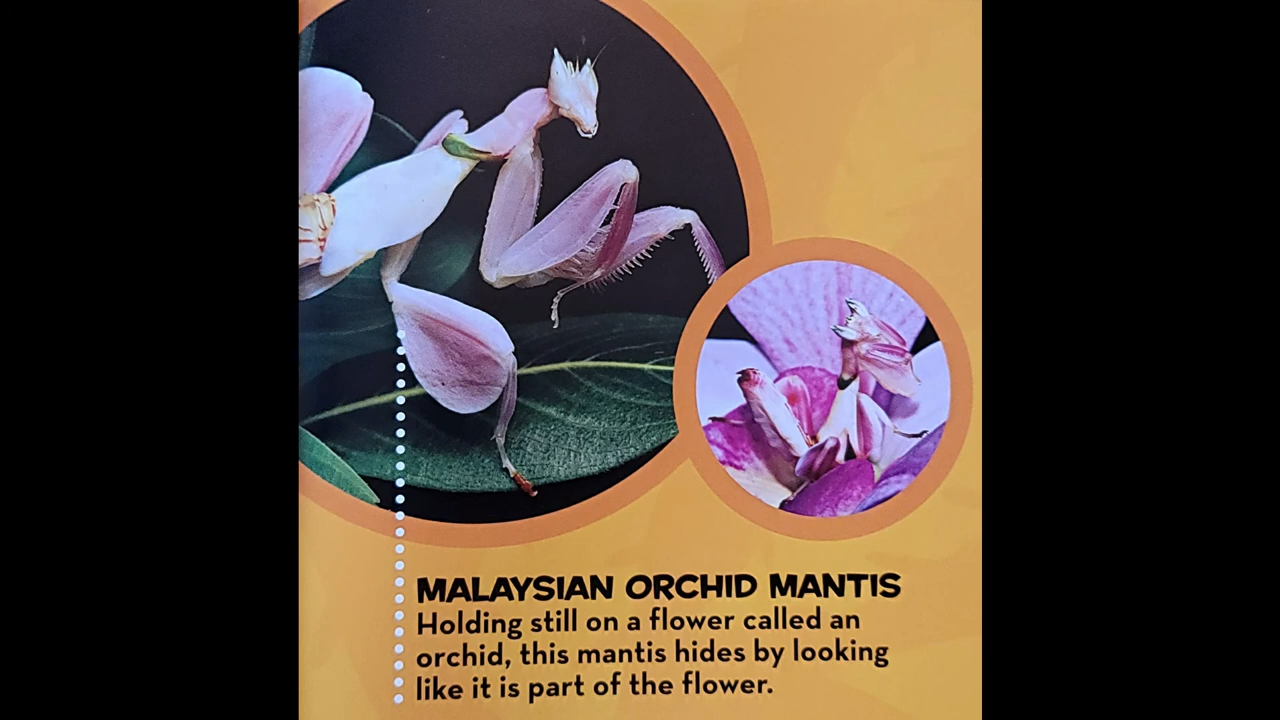 MALAYSIAN ORCHID MANTIS
Holding still on a flower called an
orchid, this mantis hides by looking
like it is part of the flower.